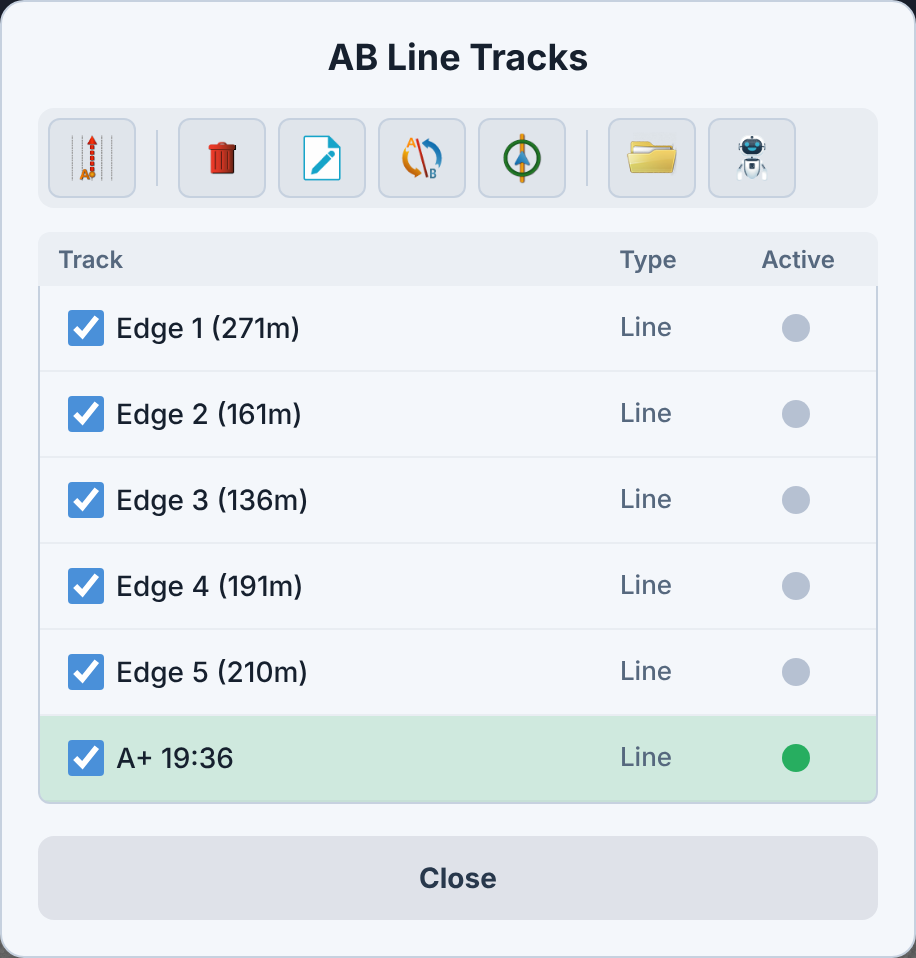 AB Line Tracks
A+
A
B
Track Type Active
Edge 1 (271m) Line
Edge 2 (161m) Line
Edge 3 (136m) Line
Edge 4 (191m) Line
Edge 5 (210m) Line
A+ 19:36 Line
Close